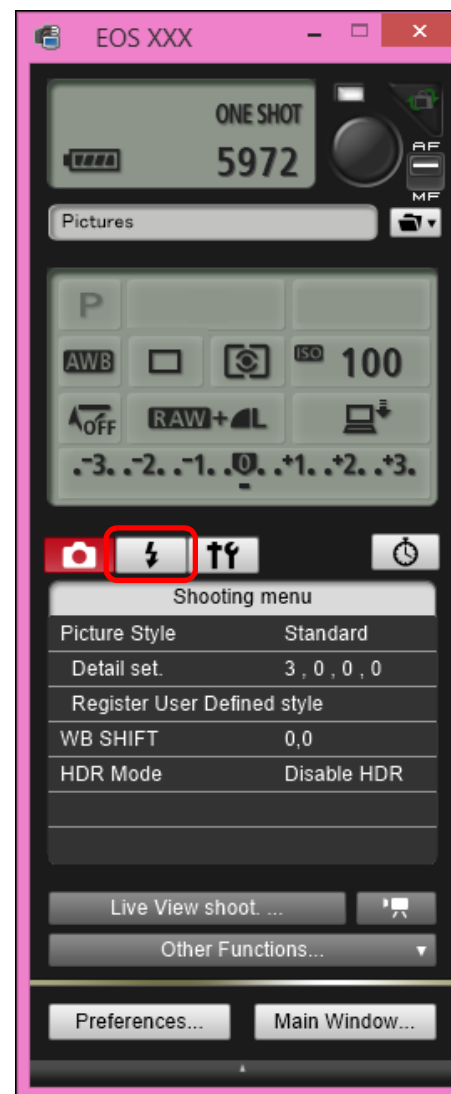 EOS XXX
ONE SHOT
5972
AF
MF
Pictures
P
AWB ISO 100
OFF RAW+L
.-3. .-2. .-1. .0. .+1. .+2. .+3.
Shooting menu
Picture Style Standard
Detail set. 3 , 0 , 0 , 0
Register User Defined style
WB SHIFT 0,0
HDR Mode Disable HDR
Live View shoot. ...
Other Functions...
Preferences... Main Window...